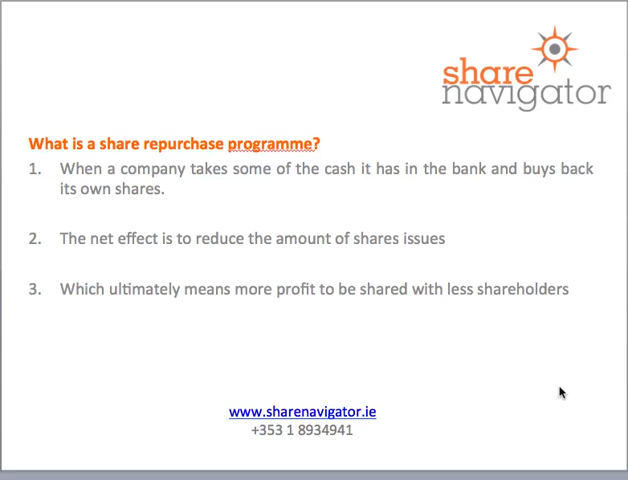 share
navigator
What is a share repurchase programme?
1. When a company takes some of the cash it has in the bank and buys back
its own shares.
2. The net effect is to reduce the amount of shares issues
3. Which ultimately means more profit to be shared with less shareholders
www.sharenavigator.ie
+353 1 8934941